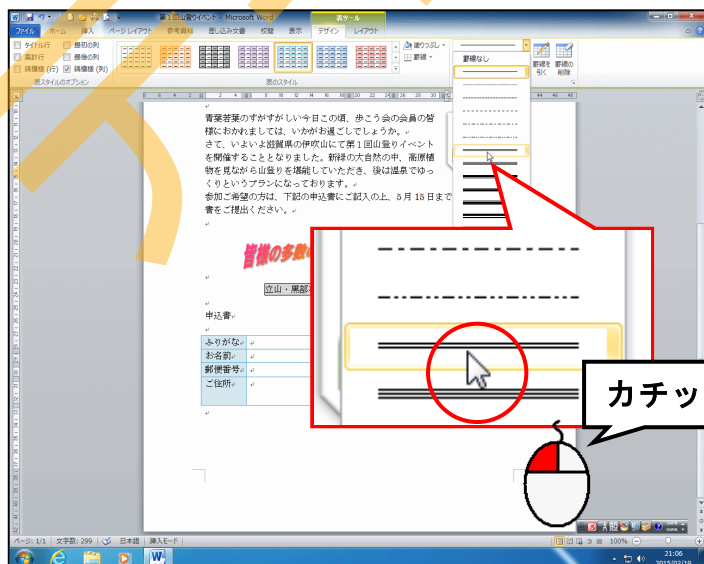 第1回山登りイベント - Microsoft Word
表ツール
ファイル ホーム 挿入 ページ レイアウト 参考資料 差し込み文書 校閲 表示 デザイン レイアウト
タイトル行 最初の列
集計行 最後の列
縞模様 (行) 縞模様 (列)
表スタイルのオプション
表のスタイル
塗りつぶし
罫線
罫線なし
罫線を引く
罫線の削除
青葉若葉のすがすがしい今日この頃、歩こう会の会員の皆
様におかれましては、いかがお過ごしでしょうか。
さて、いよいよ滋賀県の伊吹山にて第1回山登りイベント
を開催することとなりました。新緑の大自然の中、高原植
物を見ながら山登りを堪能していただき、後は温泉でゆっ
くりというプランになっております。
参加ご希望の方は、下記の申込書にご記入の上、5月15日まで
書をご提出ください。
皆様の多数
立山・黒部
申込書
ふりがな
お名前
郵便番号
ご住所
カチッ
ページ: 1/1 文字数: 299 日本語 挿入モード
100%
A 般
21:06
2015/03/19